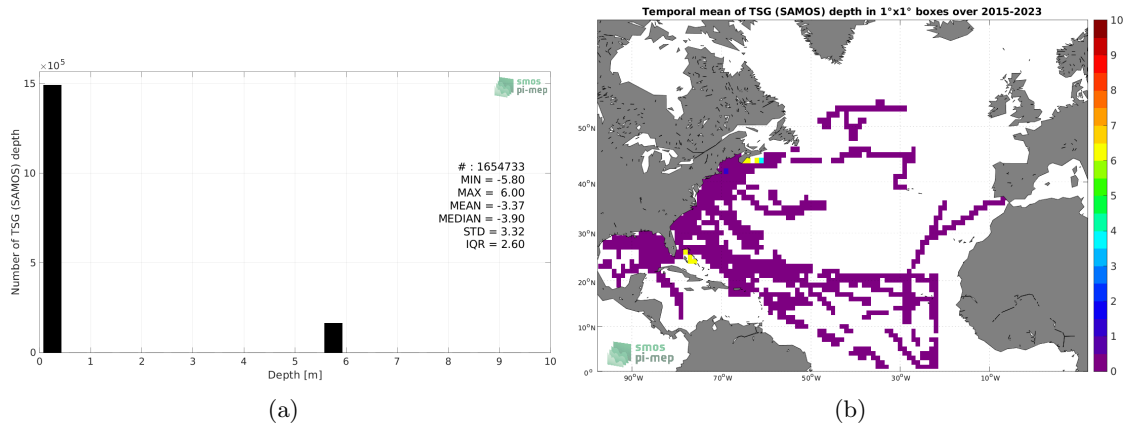 ×10⁵
15
10
5
0
Number of TSG (SAMOS) depth
smos
pi-mep
# : 1654733
MIN = -5.80
MAX = 6.00
MEAN = -3.37
MEDIAN = -3.90
STD = 3.32
IQR = 2.60
0 1 2 3 4 5 6 7 8 9 10
Depth [m]
(a)
Temporal mean of TSG (SAMOS) depth in 1°x1° boxes over 2015-2023
50°N
40°N
30°N
20°N
10°N
0°
90°W 70°W 50°W 30°W 10°W
smos
pi-mep
10
9
8
7
6
5
4
3
2
1
0
(b)